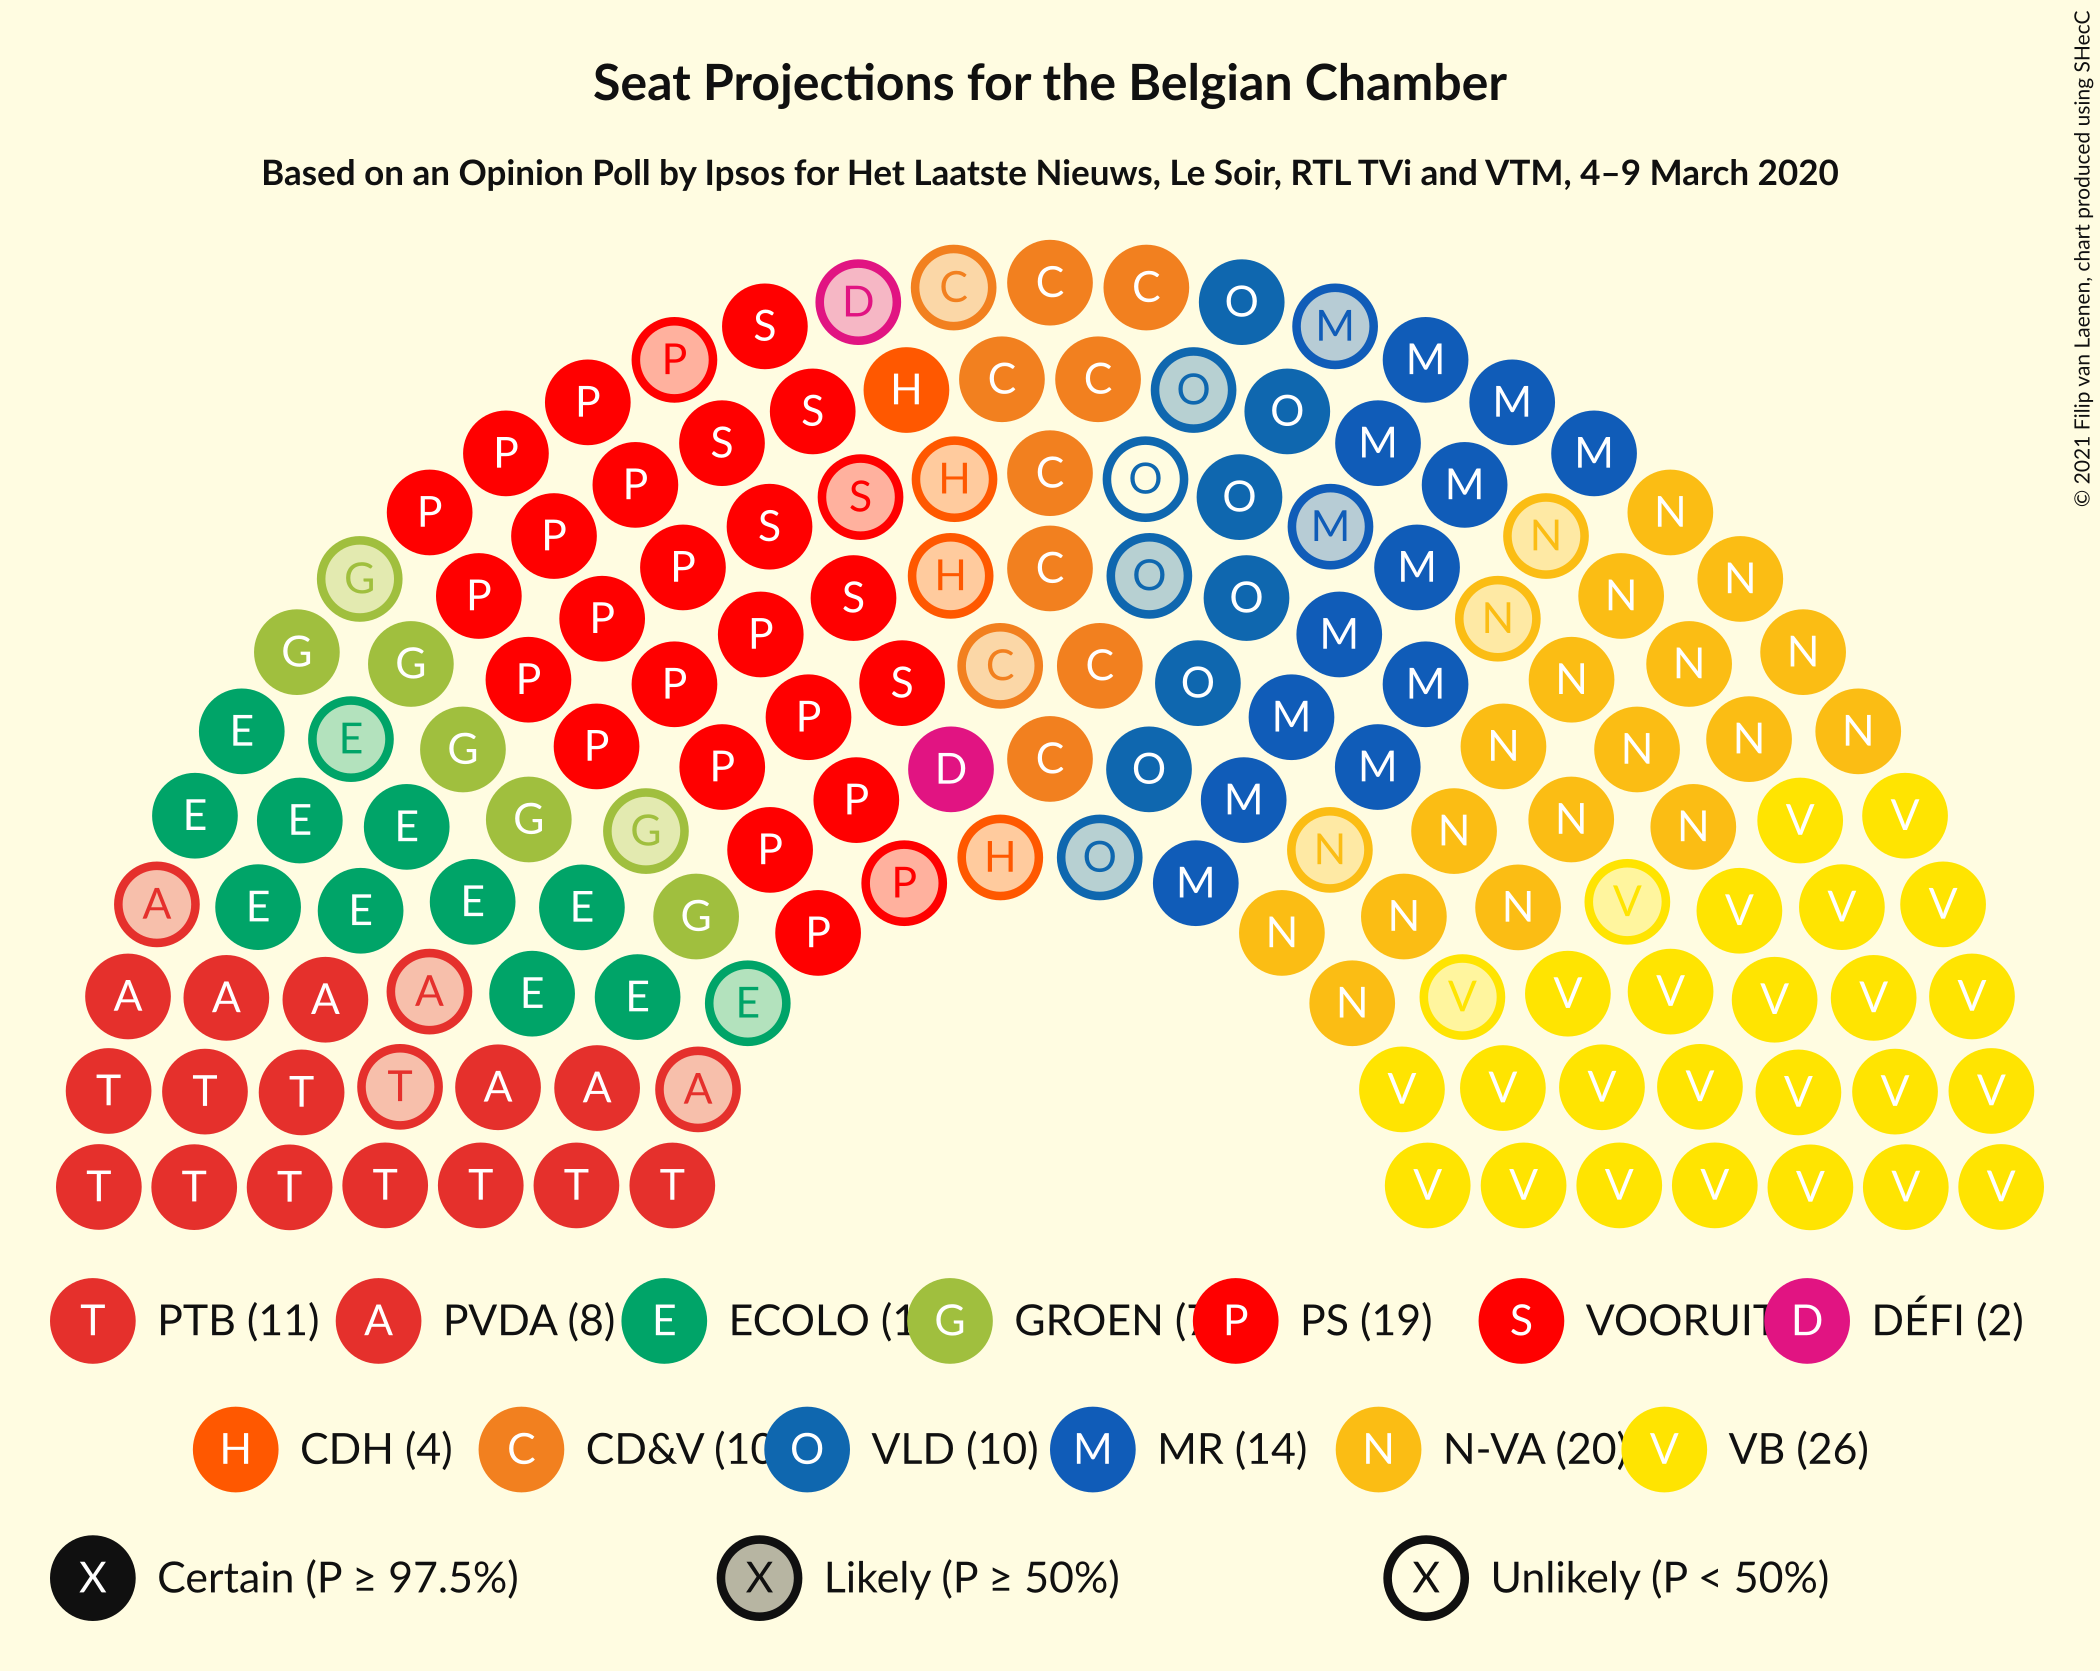 Seat Projections for the Belgian Chamber
Based on an Opinion Poll by Ipsos for Het Laatste Nieuws, Le Soir, RTL TVi and VTM, 4–9 March 2020
© 2021 Filip van Laenen, chart produced using SHecC
D C C C O M
S H C C O O M
P S S H C O O M M M
P P S S H C O O M M M M
P P P S C C O M M N N
G P P P P S D C O M M N N N
G G P P P P H O M M N N N N
E E G P P P P M N N N N N
E E E G G P N N N N V V
A E E E E G P N N N V V V V
A A A A E E E N V V V V V V
T T T T A A A V V V V V V V
T T T T T T T V V V V V V V
T PTB (11) A PVDA (8) E ECOLO (1 G GROEN (7 P PS (19) S VOORUIT D DÉFI (2)
H CDH (4) C CD&V (10 O VLD (10) M MR (14) N N-VA (20) V VB (26)
X Certain (P ≥ 97.5%) X Likely (P ≥ 50%) X Unlikely (P < 50%)